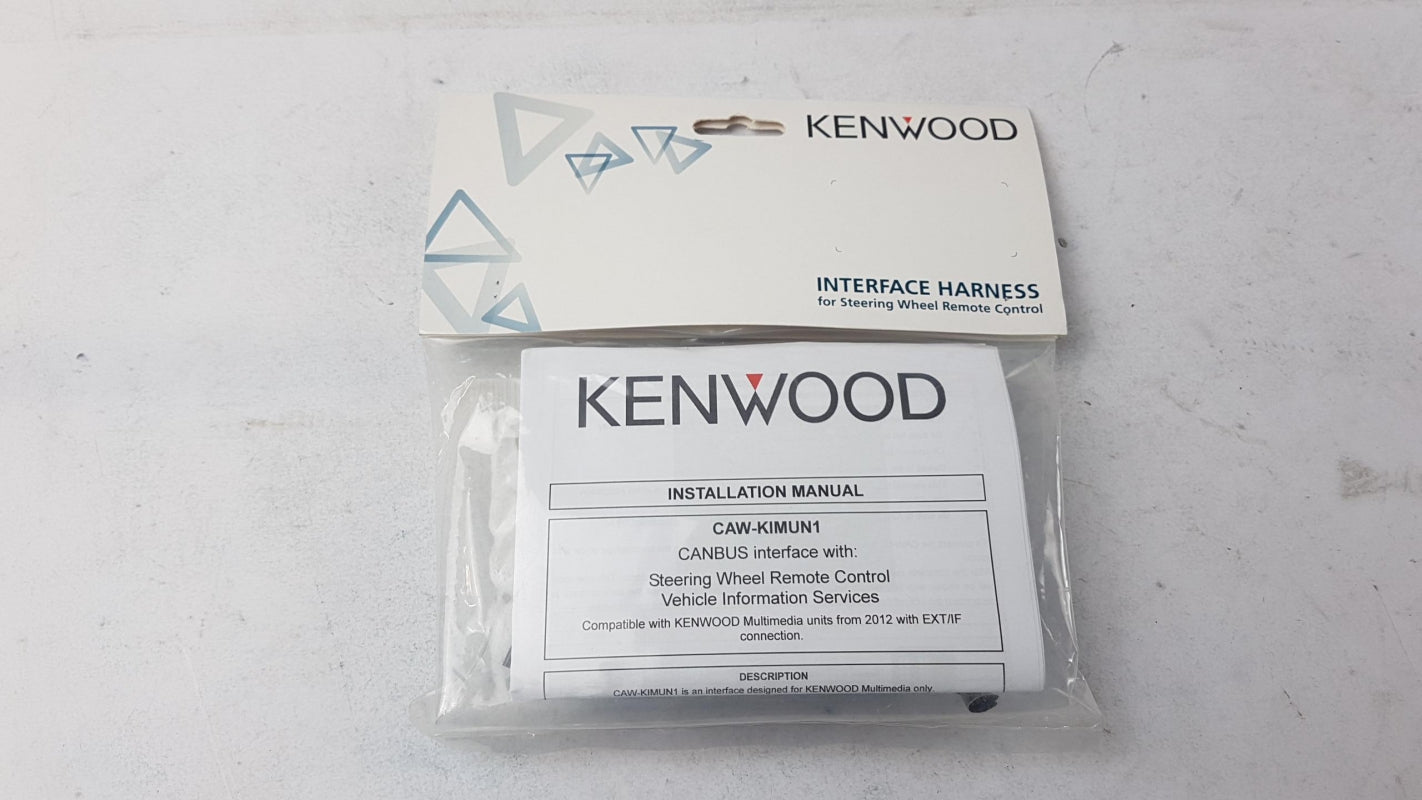 KENWOOD
INTERFACE HARNESS
for Steering Wheel Remote Control
KENWOOD
INSTALLATION MANUAL
CAW-KIMUN1
CANBUS interface with:
Steering Wheel Remote Control
Vehicle Information Services
Compatible with KENWOOD Multimedia units from 2012 with EXT/IF
connection.
DESCRIPTION
CAW-KIMUN1 is an interface designed for KENWOOD Multimedia only.